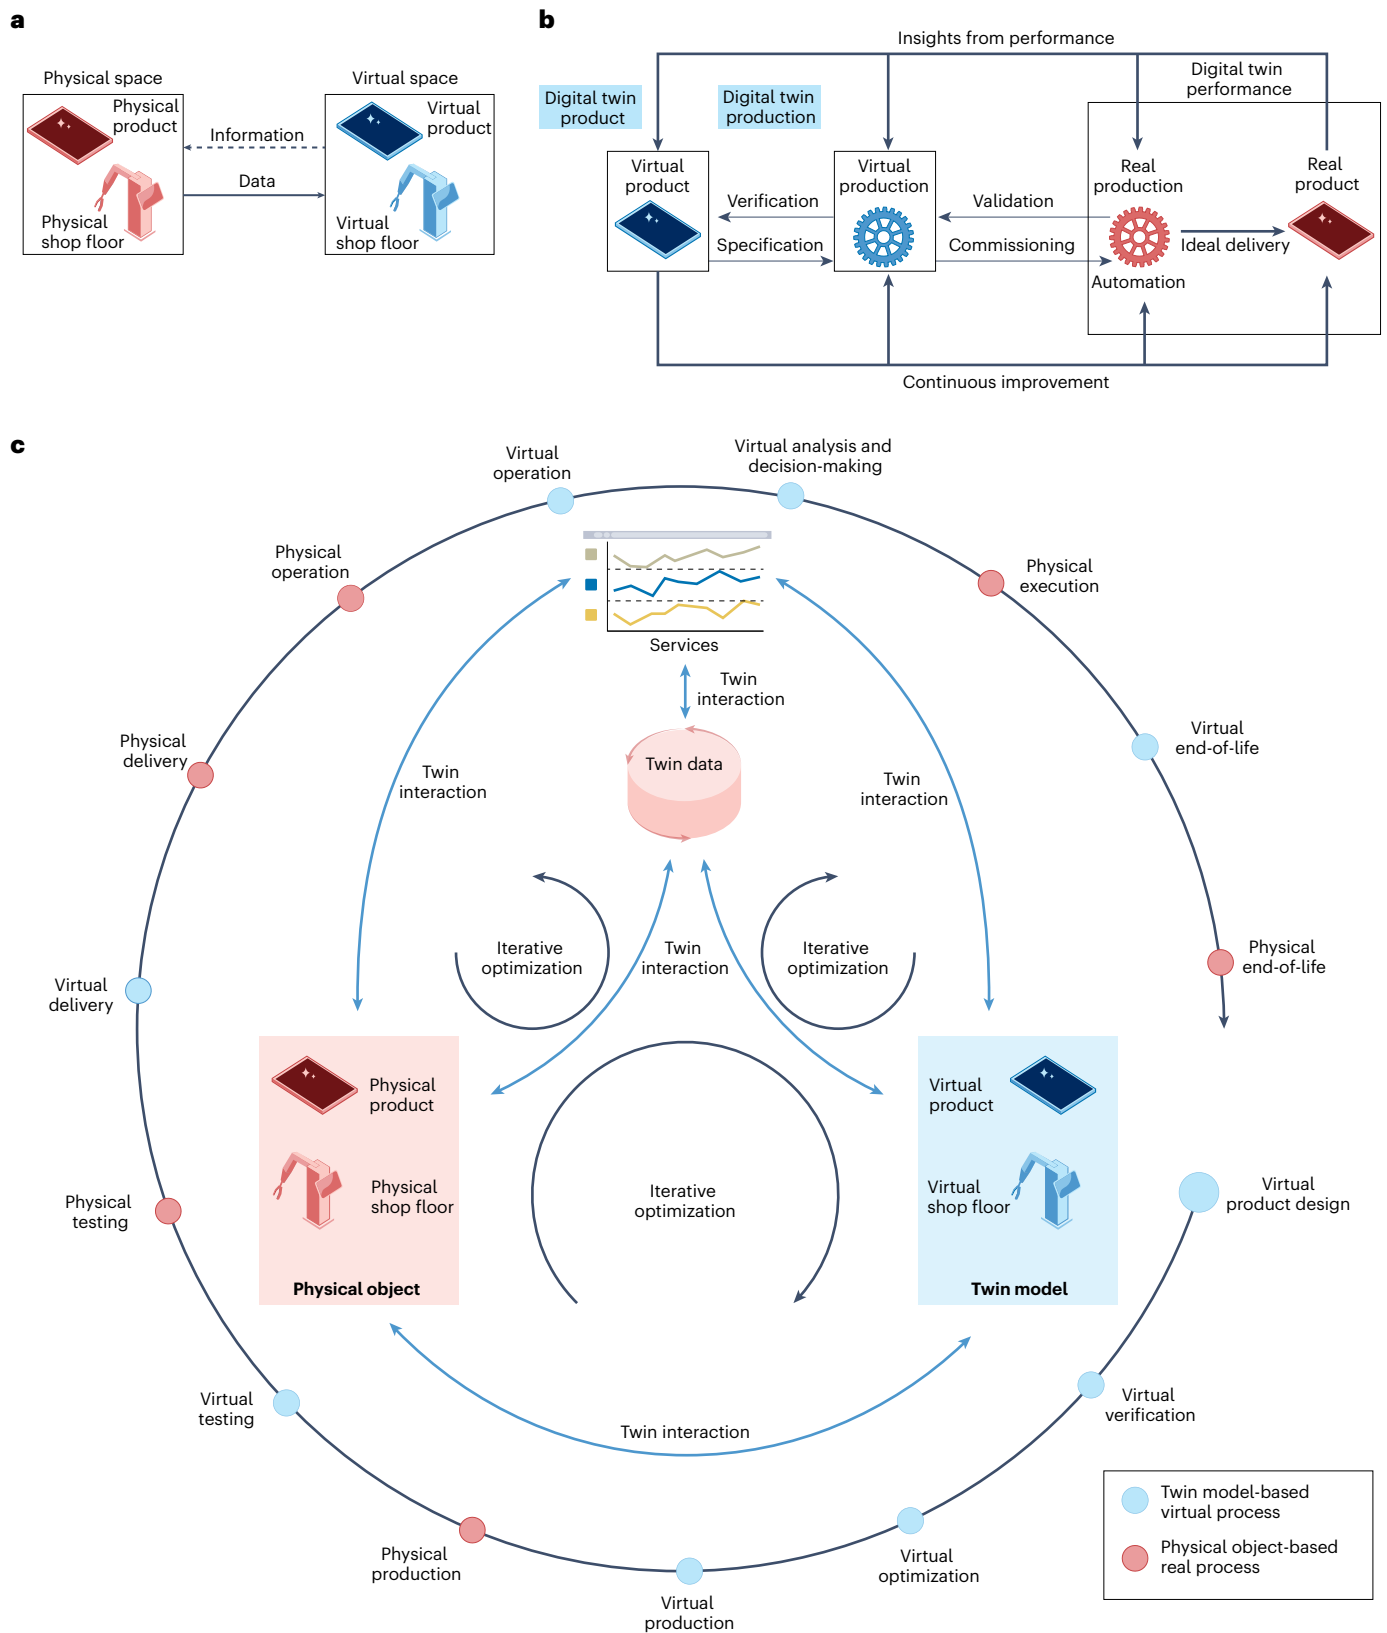 a
Physical space
Virtual space
Physical
product
Virtual
product
Information
Data
Physical
shop floor
Virtual
shop floor
b
Insights from performance
Digital twin
product
Digital twin
production
Digital twin
performance
Virtual
product
Virtual
production
Real
production
Real
product
Verification
Validation
Specification
Commissioning
Ideal delivery
Automation
Continuous improvement
c
Virtual
operation
Virtual analysis and
decision-making
Physical
operation
Physical
execution
Services
Twin
interaction
Physical
delivery
Virtual
end-of-life
Twin data
Twin
interaction
Twin
interaction
Iterative
optimization
Twin
interaction
Iterative
optimization
Physical
end-of-life
Virtual
delivery
Physical
product
Virtual
product
Physical
shop floor
Virtual
shop floor
Iterative
optimization
Physical
testing
Virtual
product design
Physical object
Twin model
Virtual
testing
Virtual
verification
Twin interaction
Physical
production
Virtual
optimization
Virtual
production
Twin model-based
virtual process
Physical object-based
real process